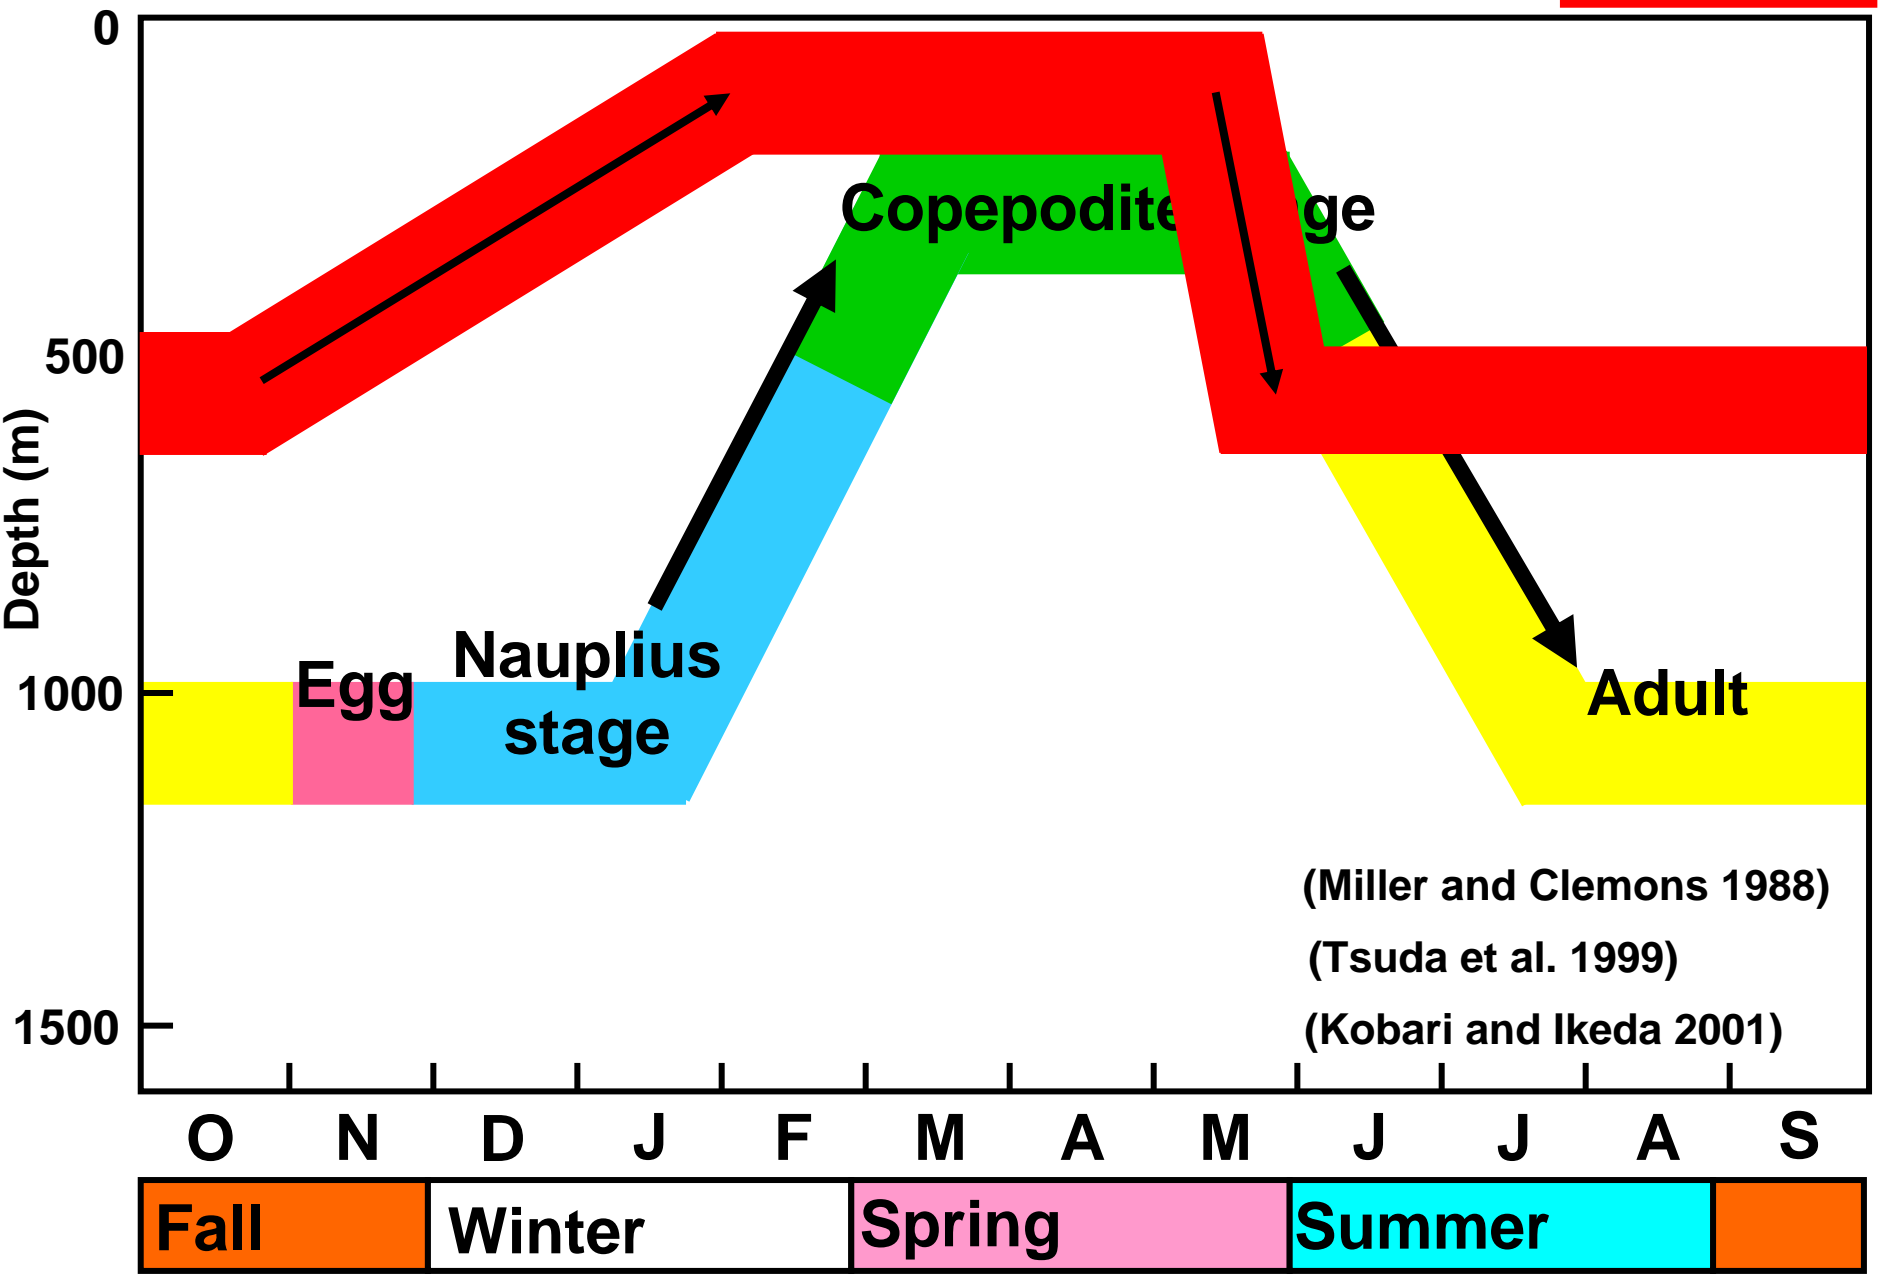 0
500
1000
1500
Depth (m)
Copepodite ge
Egg
Nauplius
stage
Adult
(Miller and Clemons 1988)
(Tsuda et al. 1999)
(Kobari and Ikeda 2001)
O N D J F M A M J J A S
Fall Winter Spring Summer